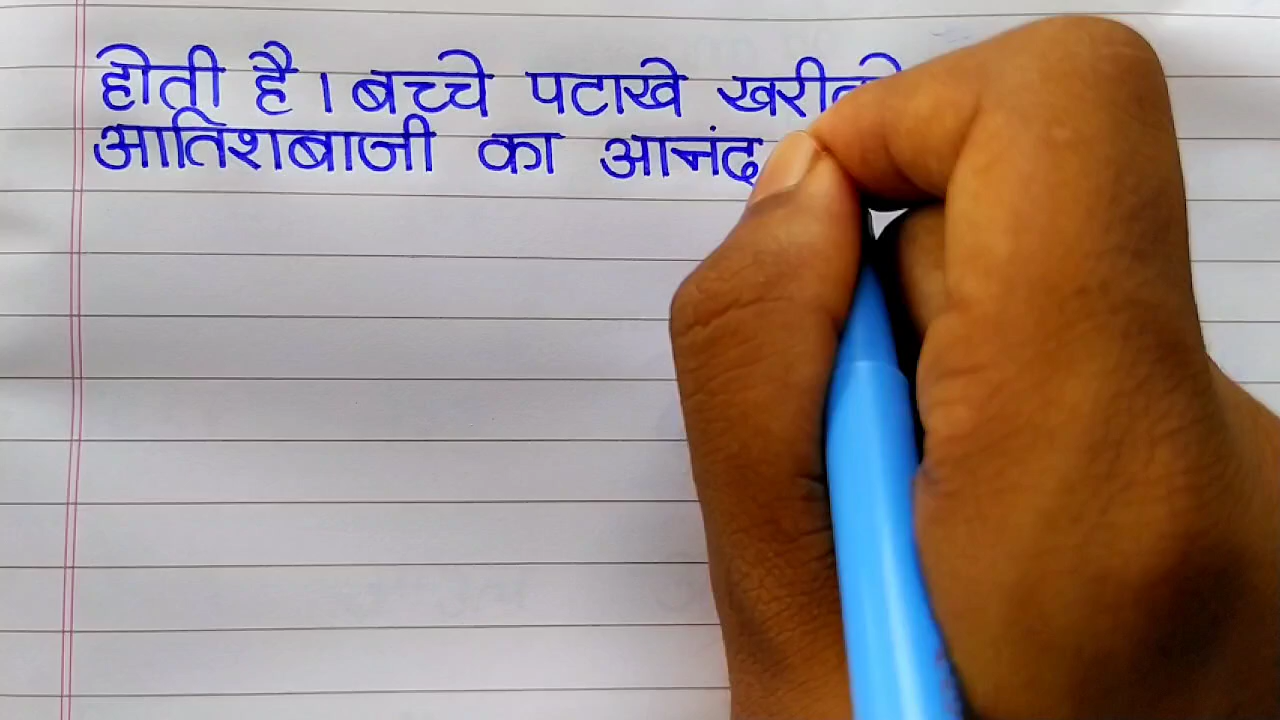 होती है । बच्चे पटाखे
आतिशबाजी का आनंद